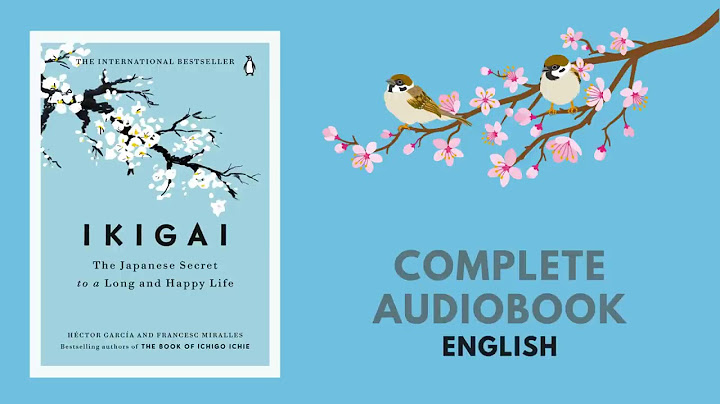 THE INTERNATIONAL BESTSELLER
IKIGAI
The Japanese Secret
to a Long and Happy Life
HÉCTOR GARCÍA AND FRANCESC MIRALLES
Bestselling authors of THE BOOK OF ICHIGO ICHIE
COMPLETE
AUDIOBOOK
ENGLISH